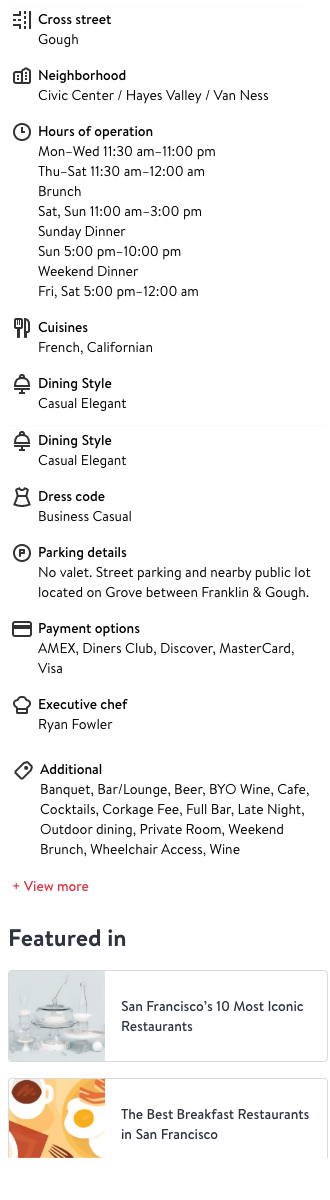 Cross street
Gough
Neighborhood
Civic Center / Hayes Valley / Van Ness
Hours of operation
Mon–Wed 11:30 am–11:00 pm
Thu–Sat 11:30 am–12:00 am
Brunch
Sat, Sun 11:00 am–3:00 pm
Sunday Dinner
Sun 5:00 pm–10:00 pm
Weekend Dinner
Fri, Sat 5:00 pm–12:00 am
Cuisines
French, Californian
Dining Style
Casual Elegant
Dining Style
Casual Elegant
Dress code
Business Casual
Parking details
No valet. Street parking and nearby public lot
located on Grove between Franklin & Gough.
Payment options
AMEX, Diners Club, Discover, MasterCard,
Visa
Executive chef
Ryan Fowler
Additional
Banquet, Bar/Lounge, Beer, BYO Wine, Cafe,
Cocktails, Corkage Fee, Full Bar, Late Night,
Outdoor dining, Private Room, Weekend
Brunch, Wheelchair Access, Wine
+ View more
Featured in
San Francisco's 10 Most Iconic
Restaurants
The Best Breakfast Restaurants
in San Francisco